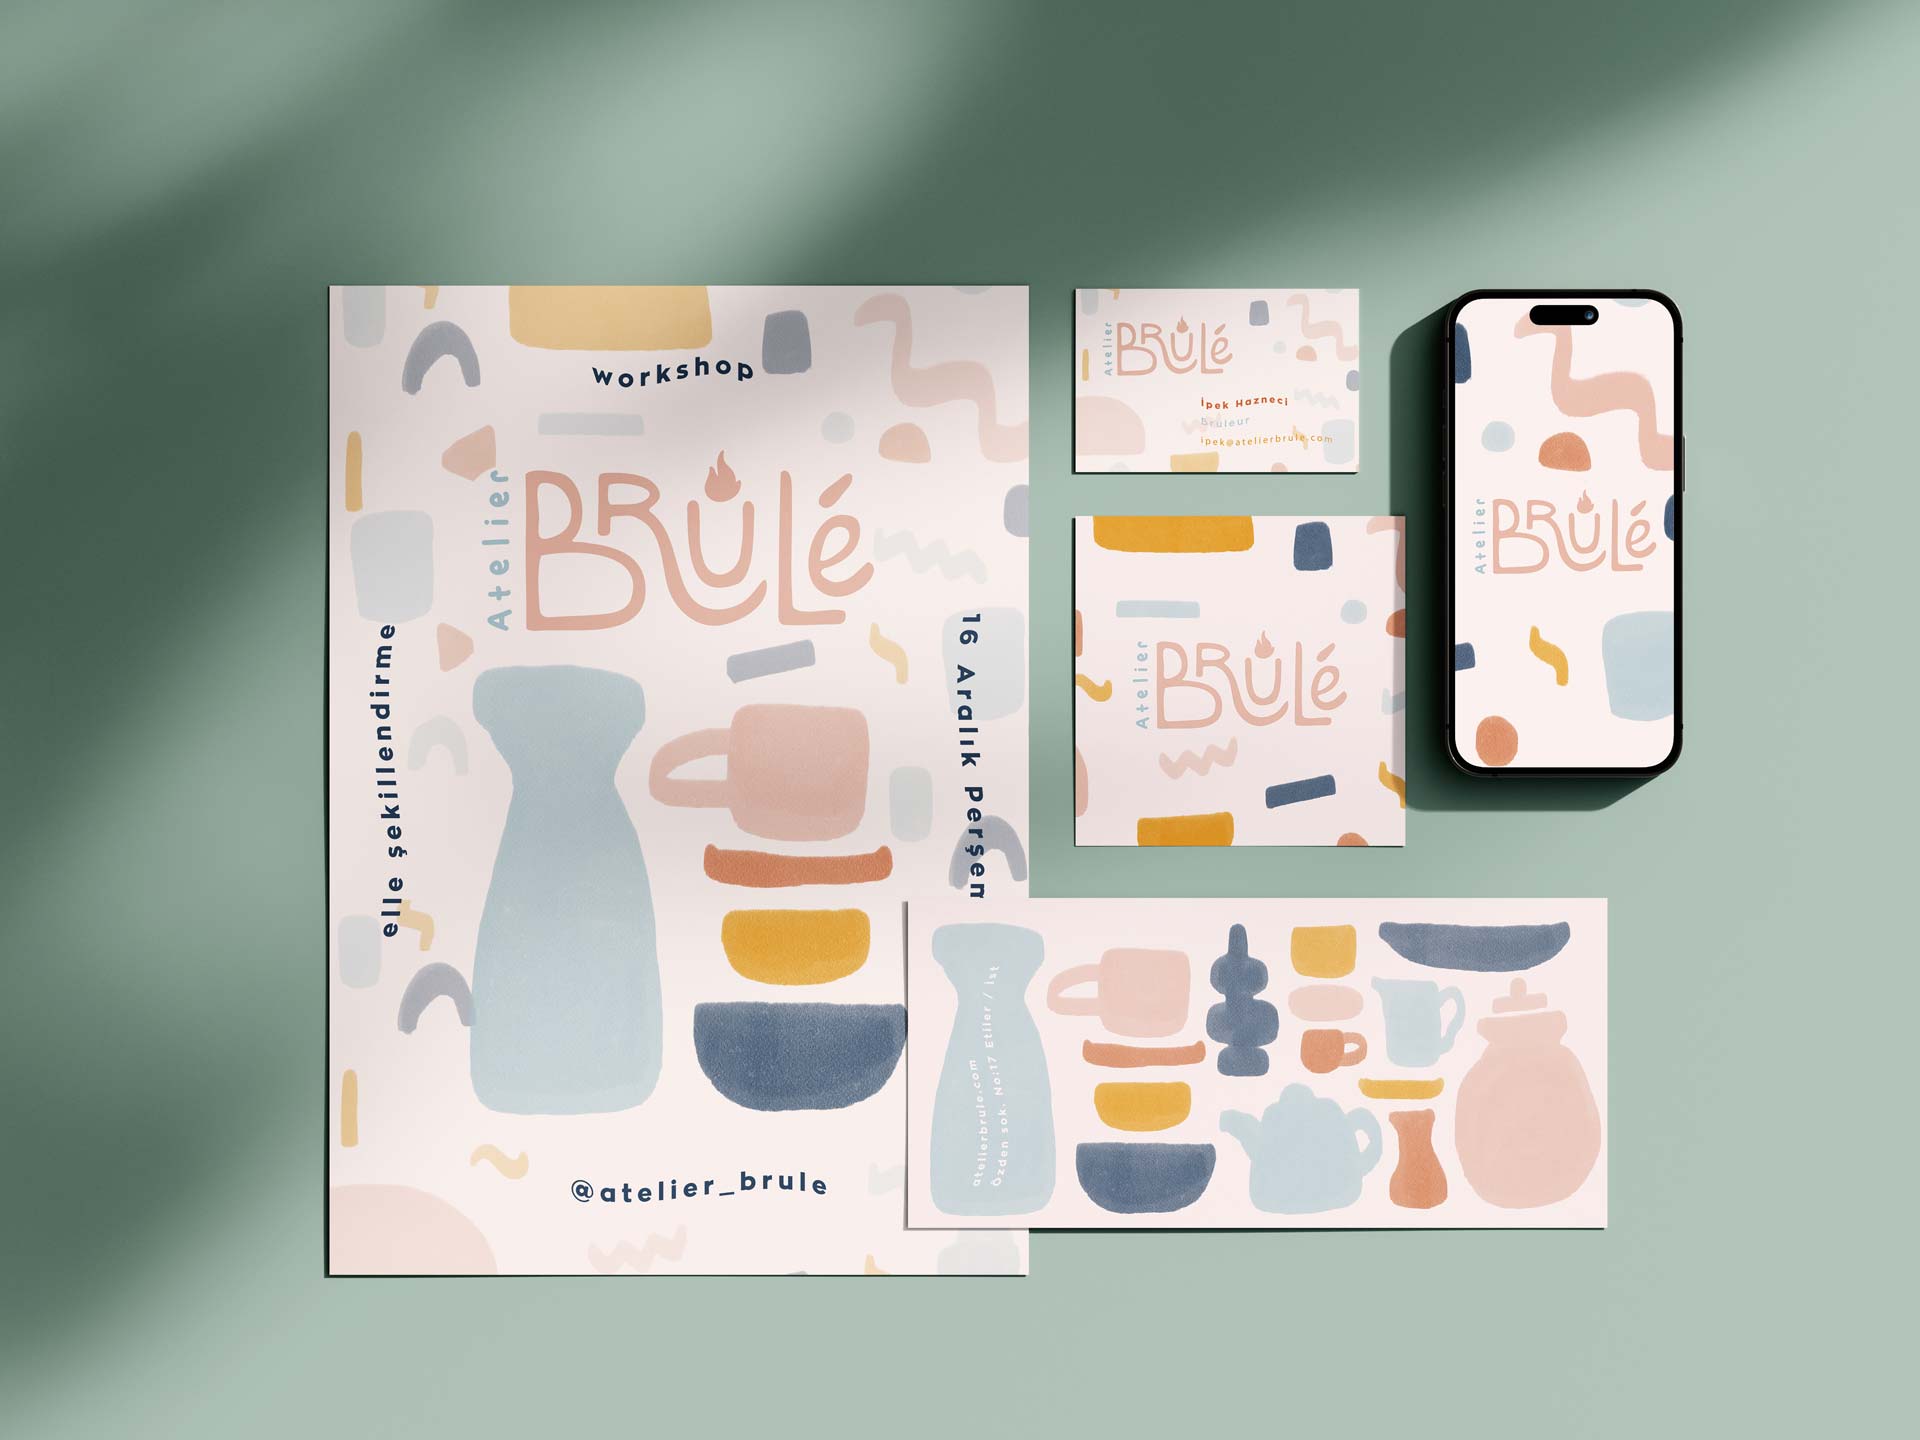 workshop
Atelier
BRULé
elle şekillendirme
16 Aralık Perşem
@atelier_brule
Atelier
BRULé
İpek Hazneci
Bruleur
ipek@atelierbrule.com
Atelier
BRULé
Atelier
BRULé
atelierbrule.com
Özden sok. No:17 Etiler / İst